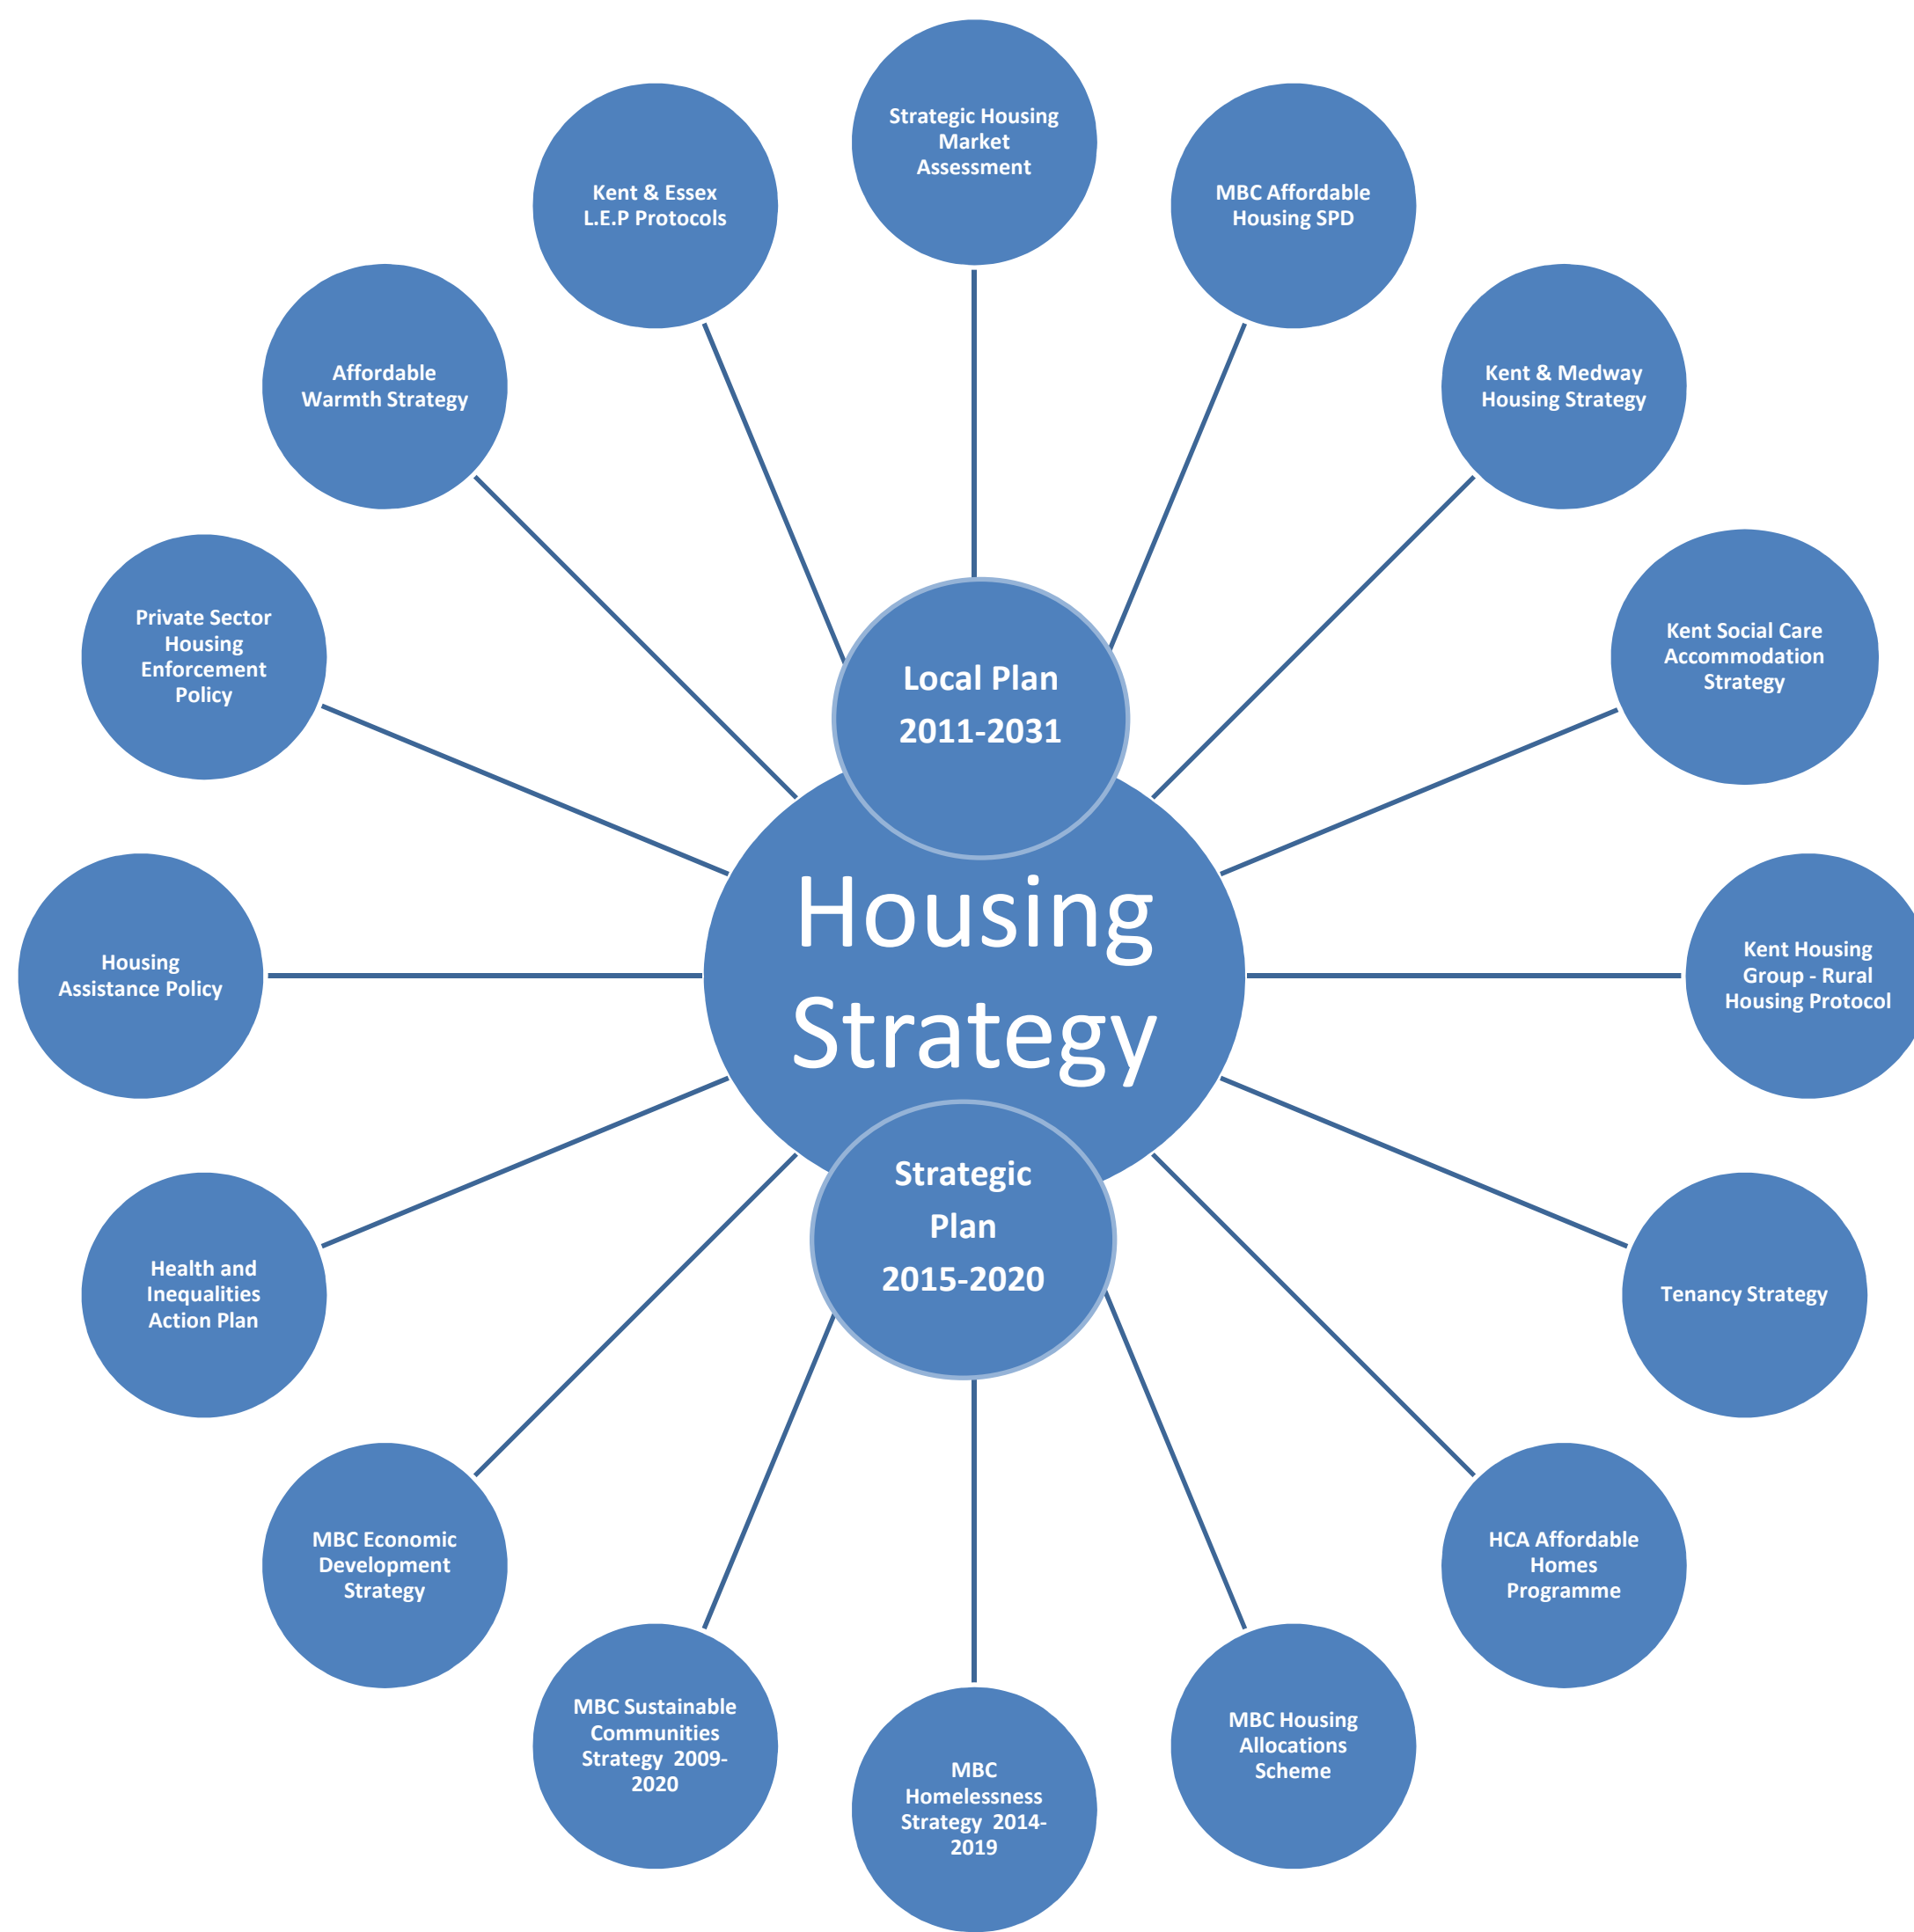 Strategic Housing
Market
Assessment
MBC Affordable
Housing SPD
Kent & Medway
Housing Strategy
Kent Social Care
Accommodation
Strategy
Kent Housing
Group - Rural
Housing Protocol
Tenancy Strategy
HCA Affordable
Homes
Programme
MBC Housing
Allocations
Scheme
MBC
Homelessness
Strategy 2014-
2019
MBC Sustainable
Communities
Strategy 2009-
2020
MBC Economic
Development
Strategy
Health and
Inequalities
Action Plan
Housing
Assistance Policy
Private Sector
Housing
Enforcement
Policy
Affordable
Warmth Strategy
Kent & Essex
L.E.P Protocols
Local Plan
2011-2031
Housing
Strategy
Strategic
Plan
2015-2020